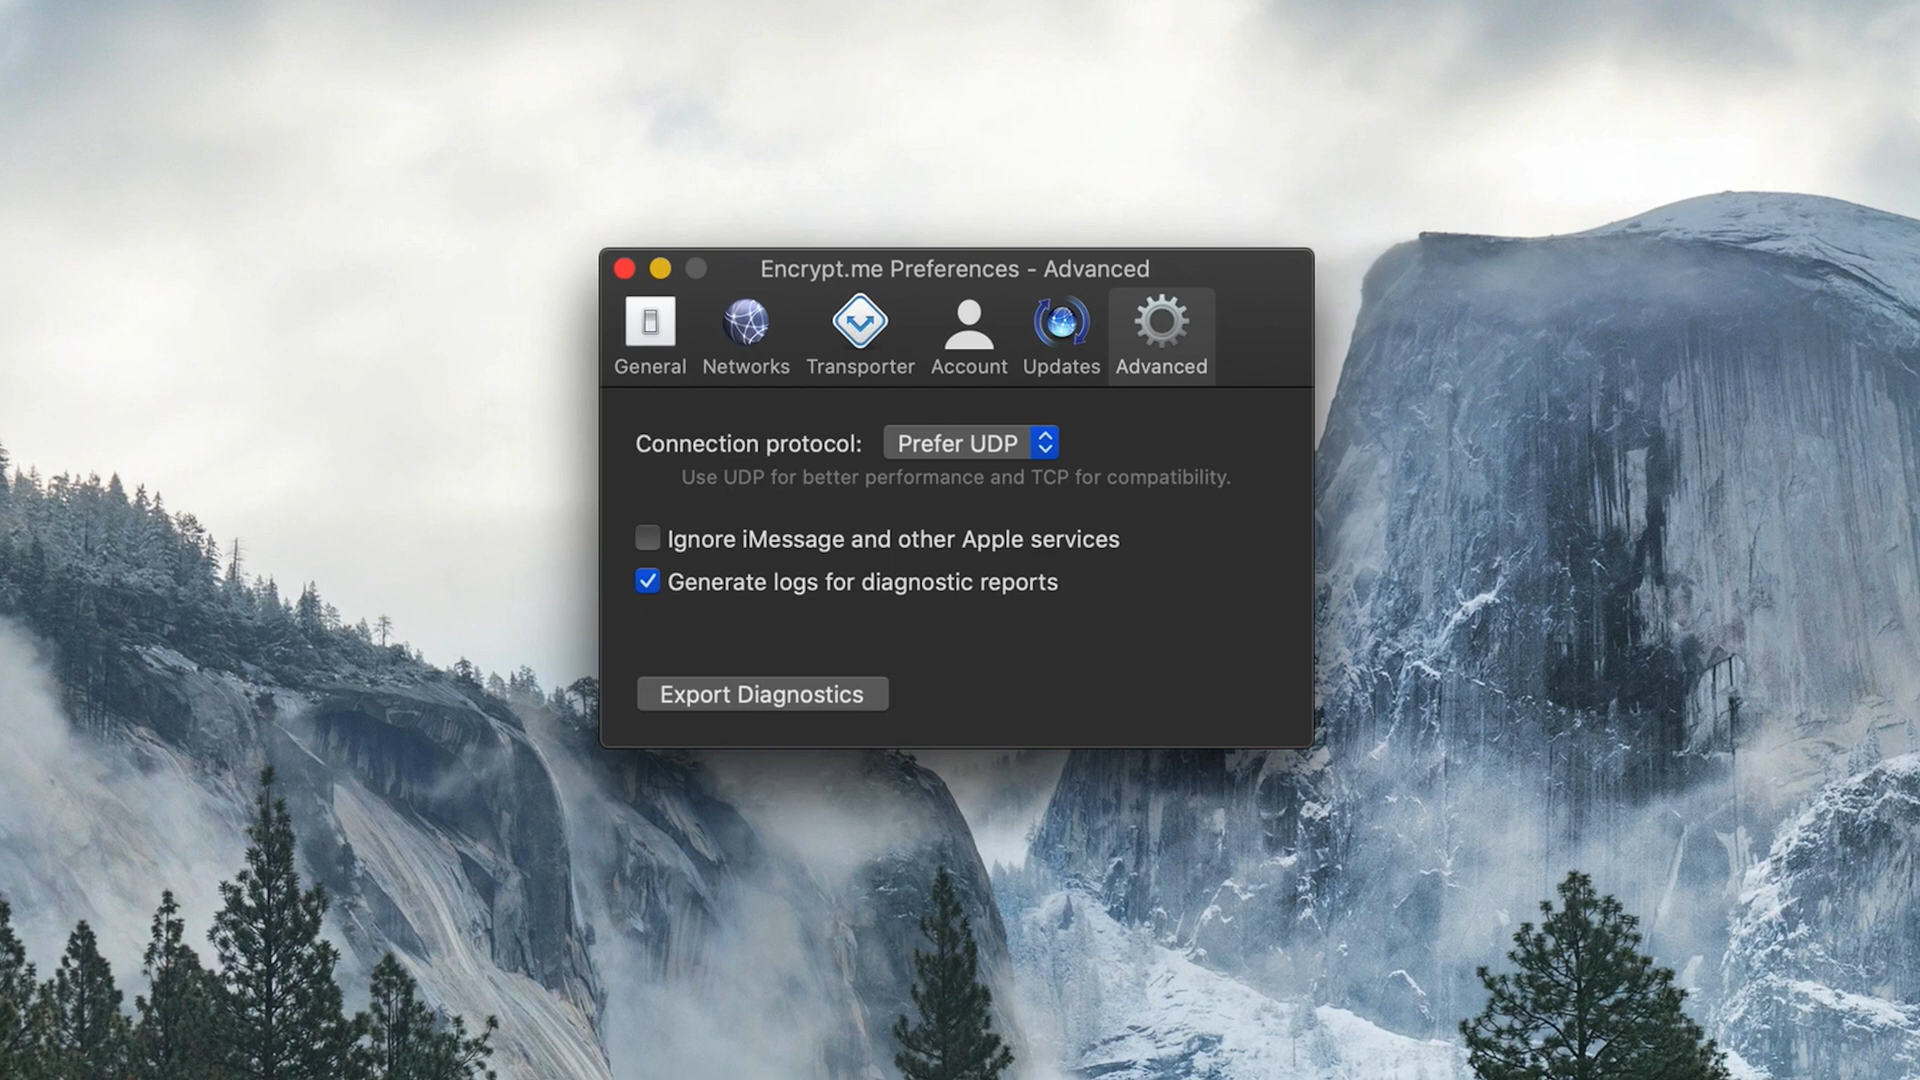 Encrypt.me Preferences - Advanced
General Networks Transporter Account Updates Advanced
Connection protocol: Prefer UDP
Use UDP for better performance and TCP for compatibility.
Ignore iMessage and other Apple services
Generate logs for diagnostic reports
Export Diagnostics